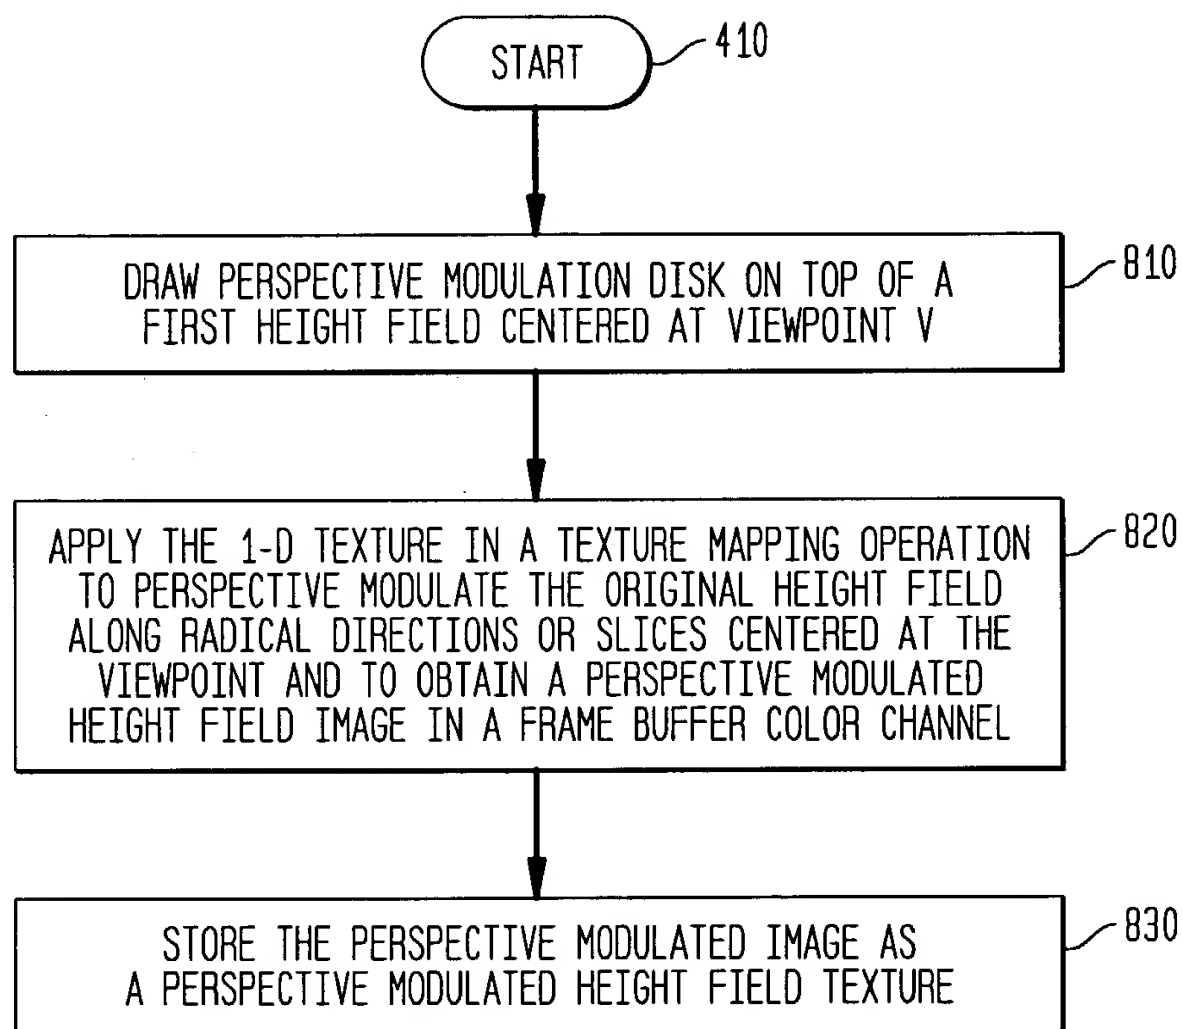 START
410
DRAW PERSPECTIVE MODULATION DISK ON TOP OF A
FIRST HEIGHT FIELD CENTERED AT VIEWPOINT V
810
APPLY THE 1-D TEXTURE IN A TEXTURE MAPPING OPERATION
TO PERSPECTIVE MODULATE THE ORIGINAL HEIGHT FIELD
ALONG RADICAL DIRECTIONS OR SLICES CENTERED AT THE
VIEWPOINT AND TO OBTAIN A PERSPECTIVE MODULATED
HEIGHT FIELD IMAGE IN A FRAME BUFFER COLOR CHANNEL
820
STORE THE PERSPECTIVE MODULATED IMAGE AS
A PERSPECTIVE MODULATED HEIGHT FIELD TEXTURE
830